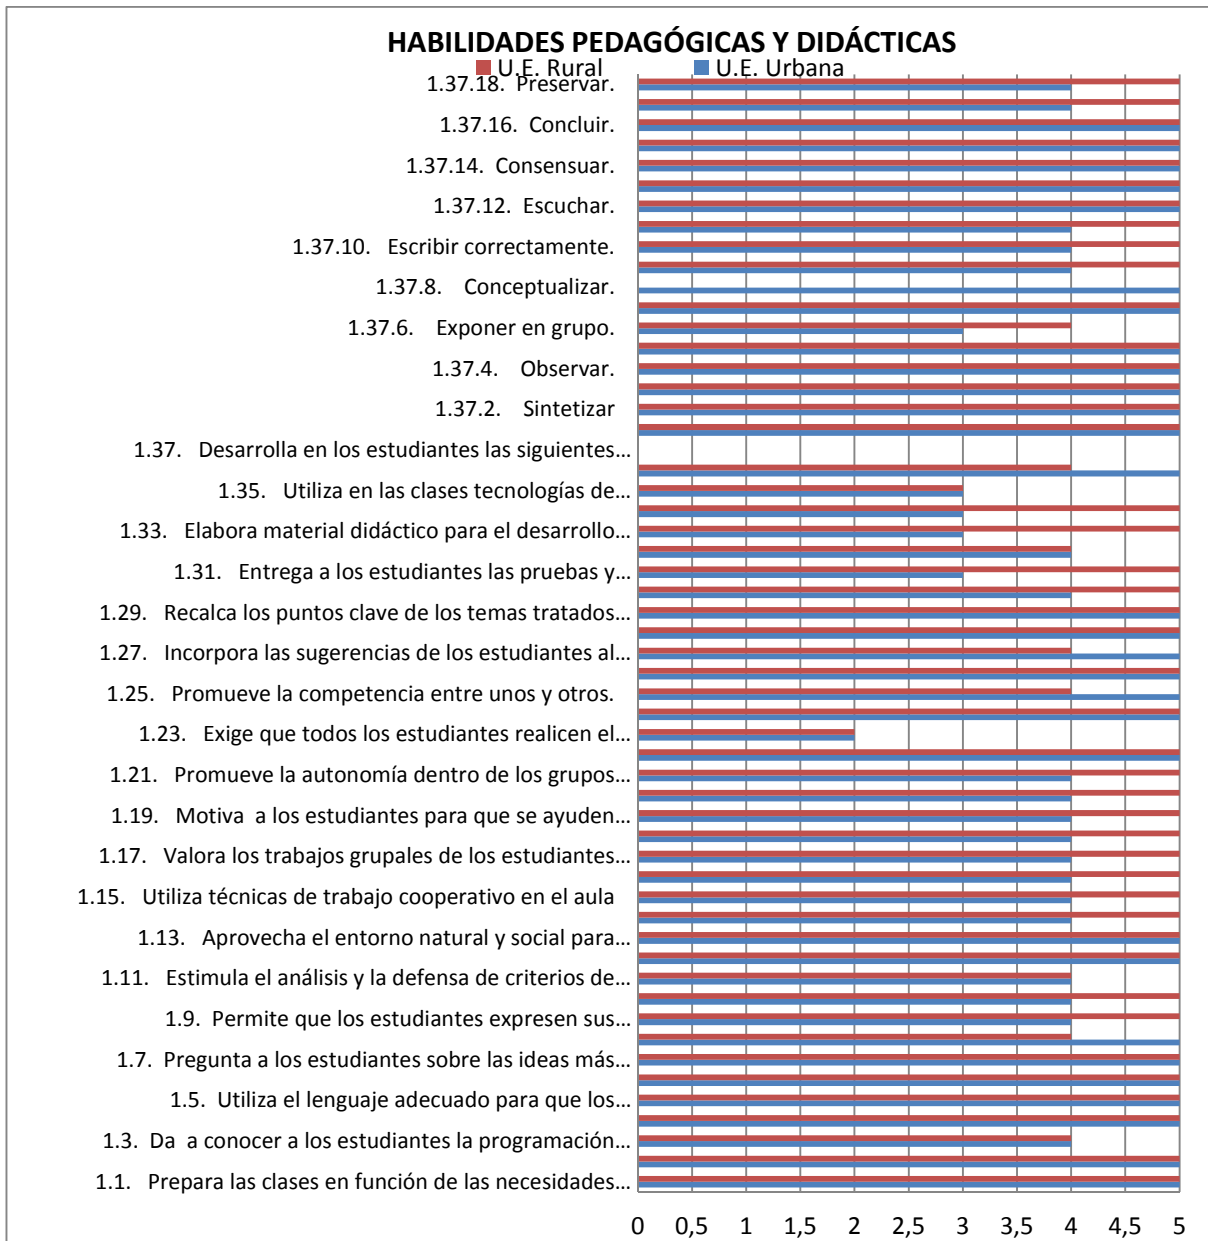 HABILIDADES PEDAGÓGICAS Y DIDÁCTICAS
U.E. Rural U.E. Urbana
1.37.18. Preservar.
1.37.16. Concluir.
1.37.14. Consensuar.
1.37.12. Escuchar.
1.37.10. Escribir correctamente.
1.37.8. Conceptualizar.
1.37.6. Exponer en grupo.
1.37.4. Observar.
1.37.2. Sintetizar
1.37. Desarrolla en los estudiantes las siguientes...
1.35. Utiliza en las clases tecnologías de...
1.33. Elabora material didáctico para el desarrollo...
1.31. Entrega a los estudiantes las pruebas y...
1.29. Recalca los puntos clave de los temas tratados...
1.27. Incorpora las sugerencias de los estudiantes al...
1.25. Promueve la competencia entre unos y otros.
1.23. Exige que todos los estudiantes realicen el...
1.21. Promueve la autonomía dentro de los grupos...
1.19. Motiva a los estudiantes para que se ayuden...
1.17. Valora los trabajos grupales de los estudiantes...
1.15. Utiliza técnicas de trabajo cooperativo en el aula
1.13. Aprovecha el entorno natural y social para...
1.11. Estimula el análisis y la defensa de criterios de...
1.9. Permite que los estudiantes expresen sus...
1.7. Pregunta a los estudiantes sobre las ideas más...
1.5. Utiliza el lenguaje adecuado para que los...
1.3. Da a conocer a los estudiantes la programación...
1.1. Prepara las clases en función de las necesidades...
0 0,5 1 1,5 2 2,5 3 3,5 4 4,5 5